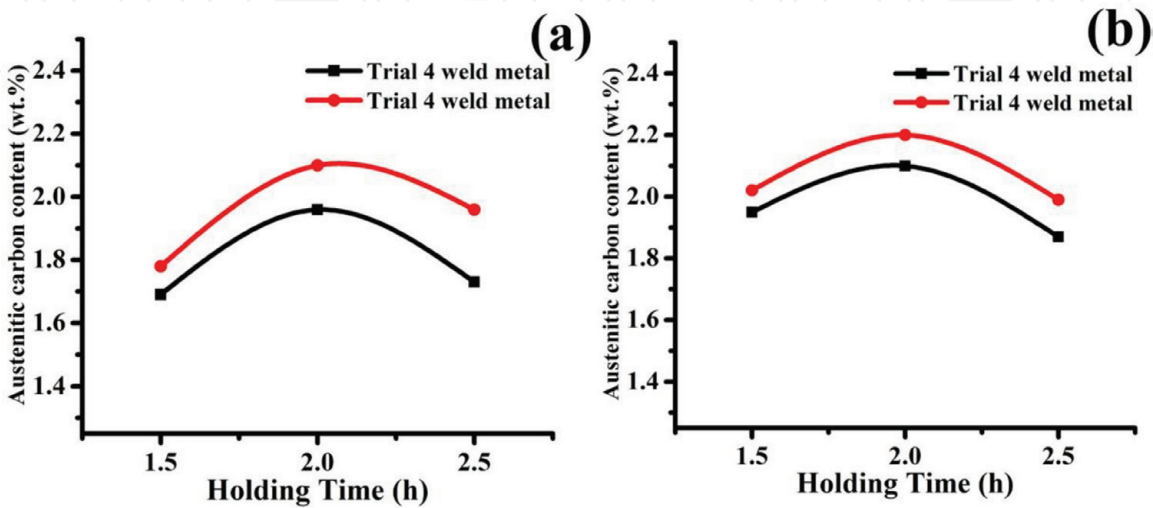 (a)
Trial 4 weld metal
Trial 4 weld metal
Austenitic carbon content (wt.%)
2.4
2.2
2.0
1.8
1.6
1.4
1.5 2.0 2.5
Holding Time (h)
(b)
Trial 4 weld metal
Trial 4 weld metal
Austenitic carbon content (wt.%)
2.4
2.2
2.0
1.8
1.6
1.4
1.5 2.0 2.5
Holding Time (h)